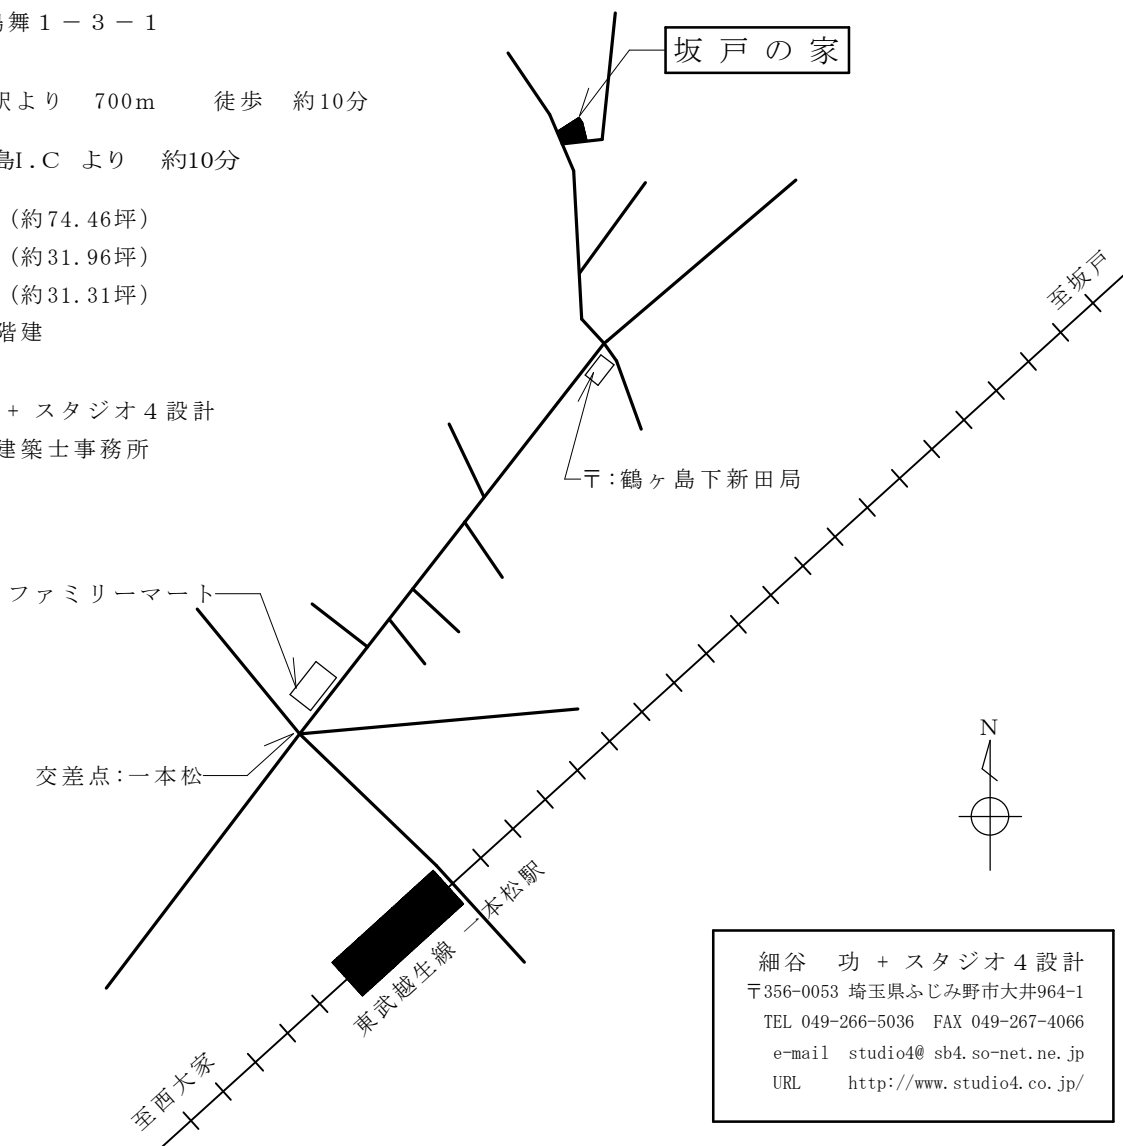 舞１－３－１
坂戸の家
駅より　700m　　徒歩　約10分
島I.C　より　約10分
（約74.46坪）
（約31.96坪）
（約31.31坪）
階建
+ スタジオ４設計
建築士事務所
至坂戸
〒:鶴ヶ島下新田局
ファミリーマート
交差点:一本松
N
東武越生線 一本松駅
至西大家
細谷　功 + スタジオ４設計
〒356-0053 埼玉県ふじみ野市大井964-1
TEL 049-266-5036　FAX 049-267-4066
e-mail　studio4@ sb4.so-net.ne.jp
URL　　http://www.studio4.co.jp/